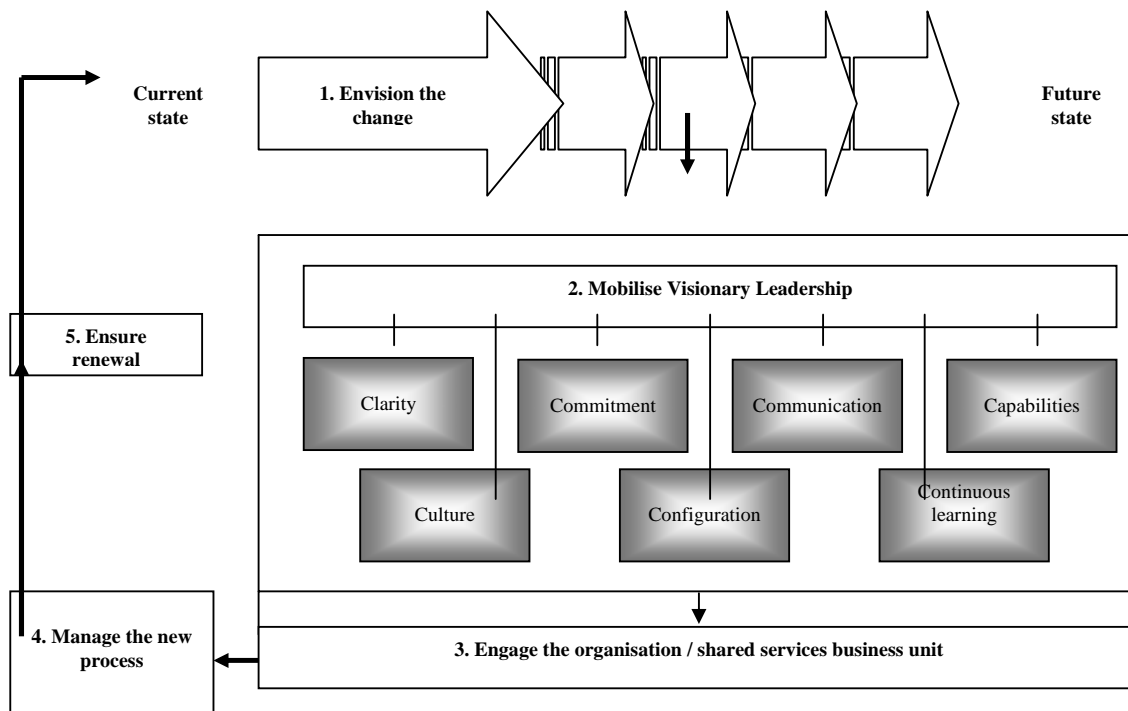 Current
state
1. Envision the
change
Future
state
2. Mobilise Visionary Leadership
5. Ensure
renewal
Clarity
Commitment
Communication
Capabilities
Culture
Configuration
Continuous
learning
4. Manage the new
process
3. Engage the organisation / shared services business unit